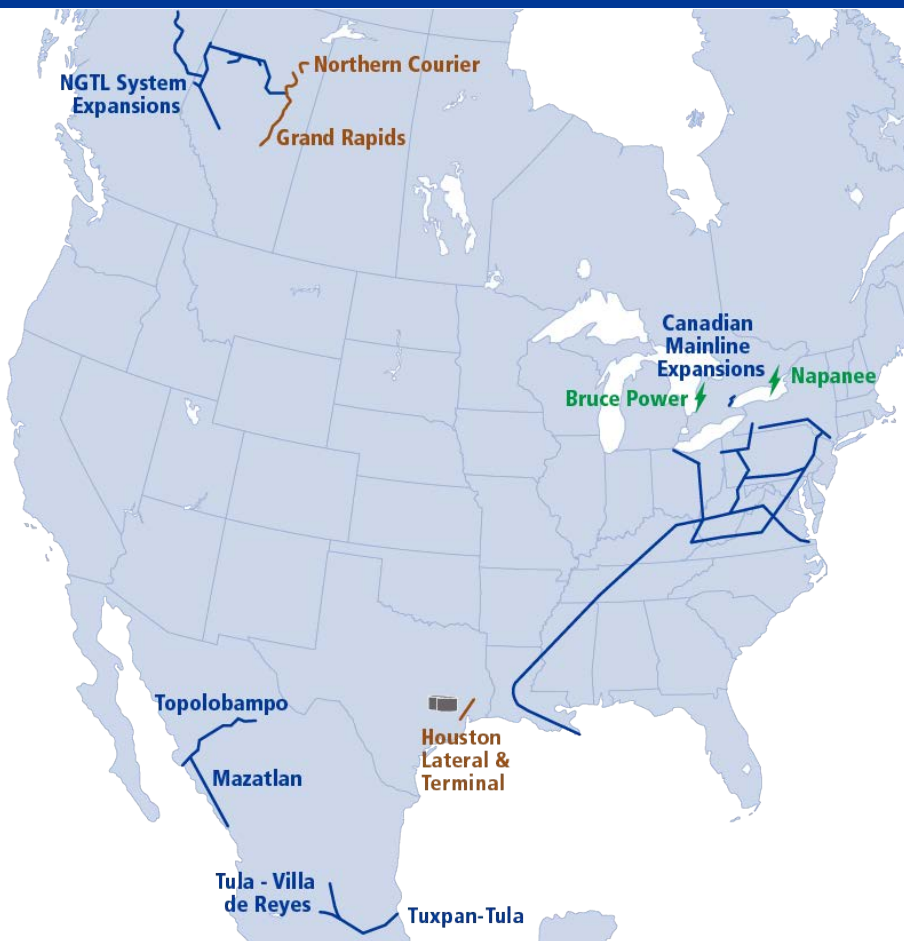 Northern Courier
NGTL System
Expansions
Grand Rapids
Canadian
Mainline
Expansions
Napanee
Bruce Power
Topolobampo
Houston
Lateral &
Terminal
Mazatlan
Tula - Villa
de Reyes
Tuxpan-Tula